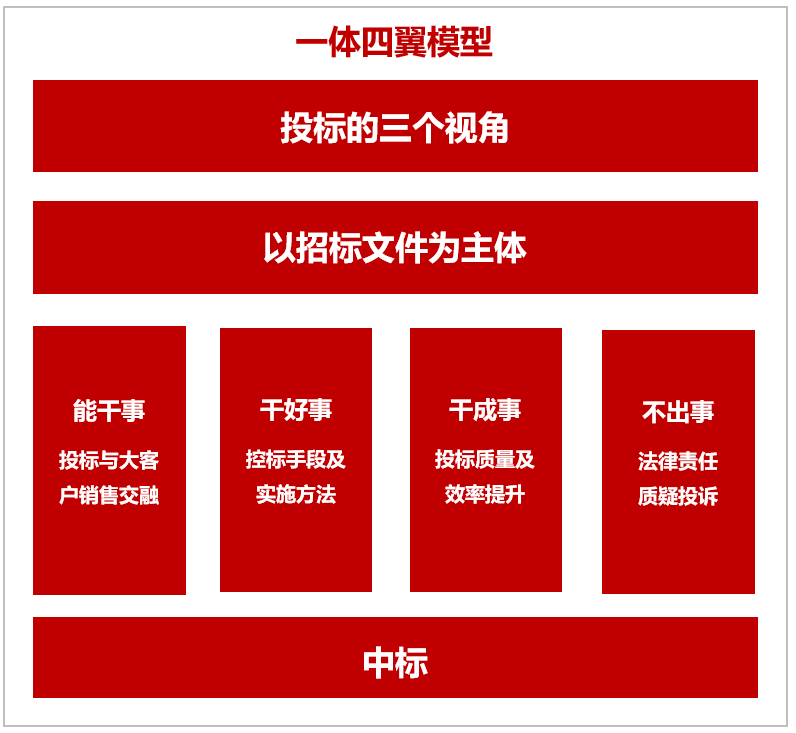 一体四翼模型
投标的三个视角
以招标文件为主体
能干事
投标与大客
户销售交融
干好事
控标手段及
实施方法
干成事
投标质量及
效率提升
不出事
法律责任
质疑投诉
中标